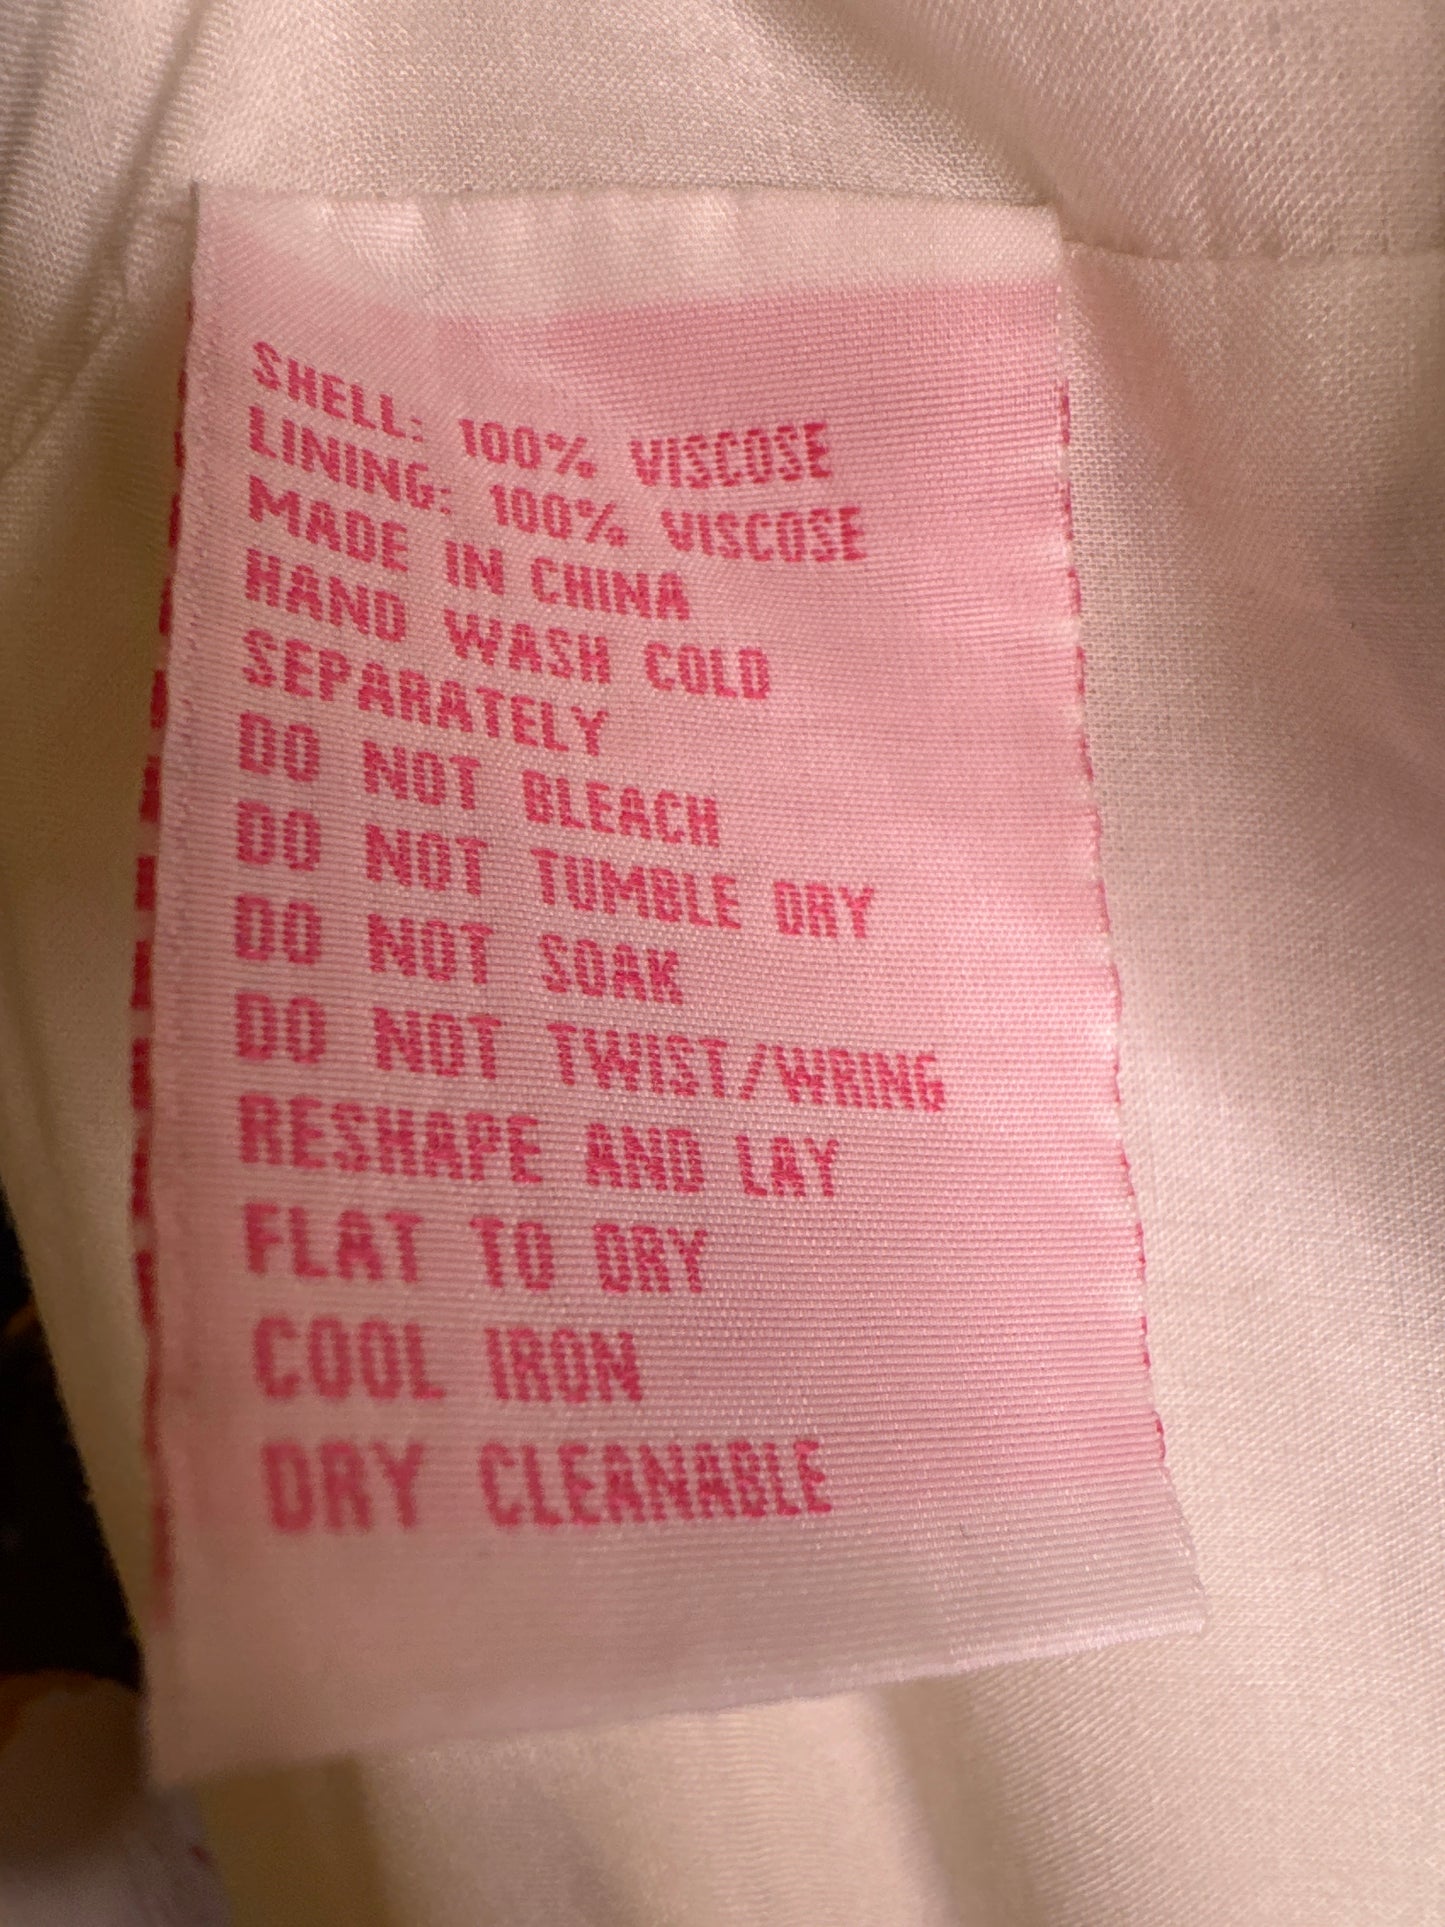 SHELL: 100% VISCOSE
LINING: 100% VISCOSE
MADE IN CHINA
HAND WASH COLD
SEPARATELY
DO NOT BLEACH
DO NOT TUMBLE DRY
DO NOT SOAK
DO NOT TWIST/WRING
RESHAPE AND LAY
FLAT TO DRY
COOL IRON
DRY CLEANABLE